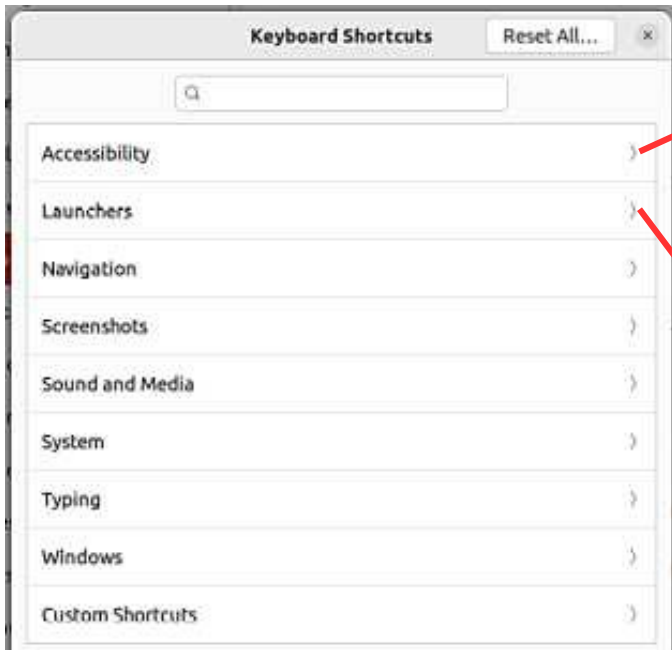 Keyboard Shortcuts
Reset All...
Accessibility
Launchers
Navigation
Screenshots
Sound and Media
System
Typing
Windows
Custom Shortcuts